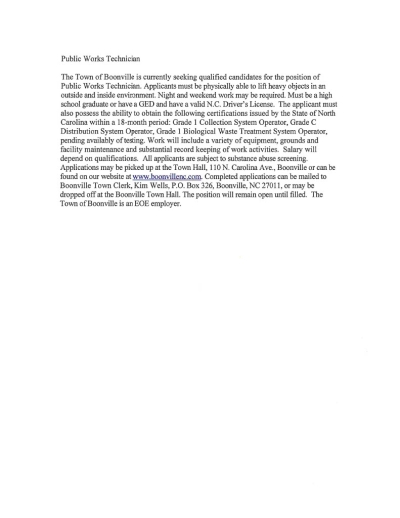 Public Works Technician
The Town of Boonville is currently seeking qualified candidates for the position of
Public Works Technician. Applicants must be physically able to lift heavy objects in an
outside and inside environment. Night and weekend work may be required. Must be a high
school graduate or have a GED and have a valid N.C. Driver's License. The applicant must
also possess the ability to obtain the following certifications issued by the State of North
Carolina within a 18-month period: Grade 1 Collection System Operator, Grade C
Distribution System Operator, Grade 1 Biological Waste Treatment System Operator,
pending availably of testing. Work will include a variety of equipment, grounds and
facility maintenance and substantial record keeping of work activities. Salary will
depend on qualifications. All applicants are subject to substance abuse screening.
Applications may be picked up at the Town Hall, 110 N. Carolina Ave., Boonville or can be
found on our website at www.boonvillenc.com. Completed applications can be mailed to
Boonville Town Clerk, Kim Wells, P.O. Box 326, Boonville, NC 27011, or may be
dropped off at the Boonville Town Hall. The position will remain open until filled. The
Town of Boonville is an EOE employer.